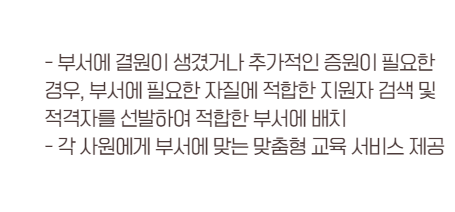 - 부서에 결원이 생겼거나 추가적인 증원이 필요한
경우, 부서에 필요한 자질에 적합한 지원자 검색 및
적격자를 선발하여 적합한 부서에 배치
- 각 사원에게 부서에 맞는 맞춤형 교육 서비스 제공